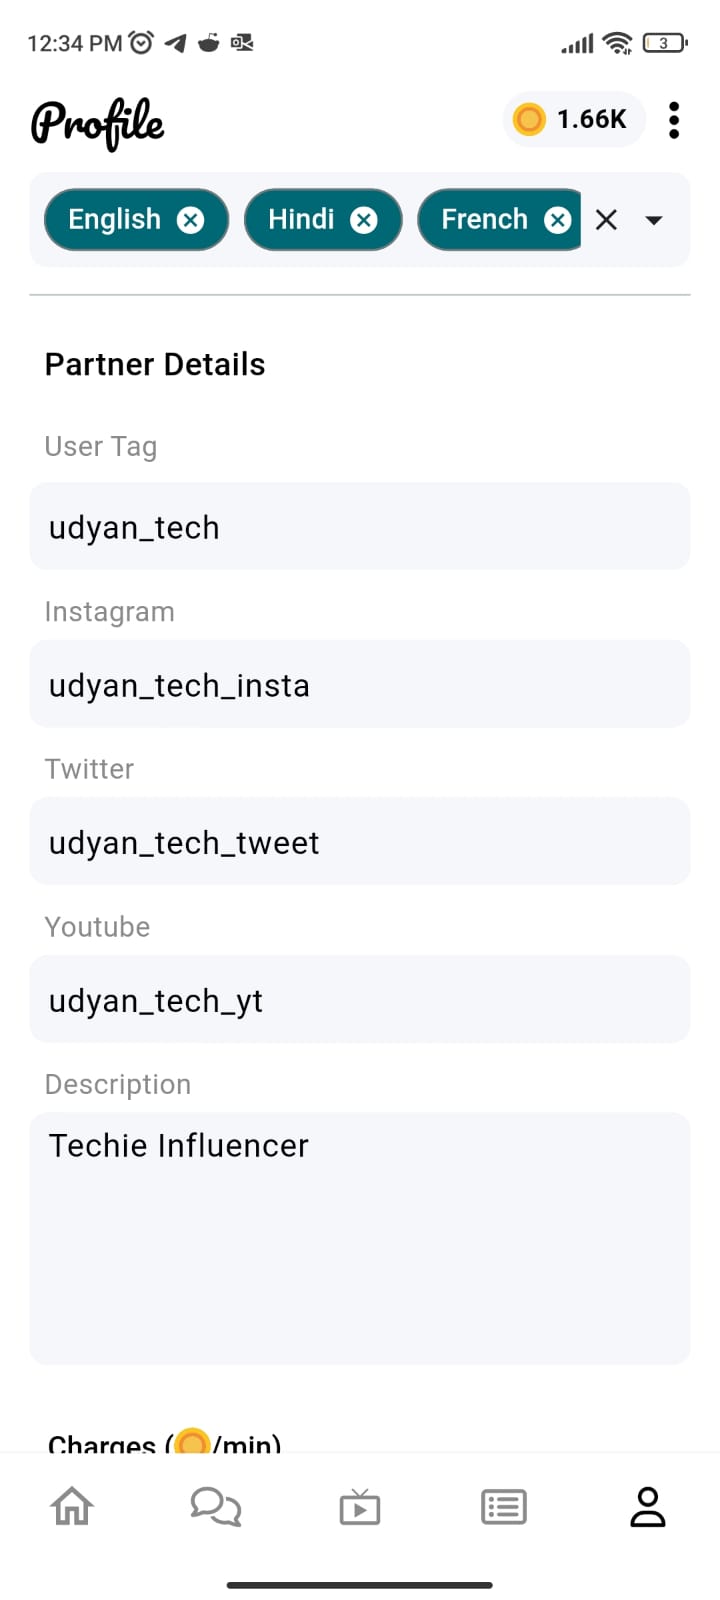 12:34 PM
3
Profile
1.66K
English
Hindi
French
Partner Details
User Tag
udyan_tech
Instagram
udyan_tech_insta
Twitter
udyan_tech_tweet
Youtube
udyan_tech_yt
Description
Techie Influencer
Charges (/min)